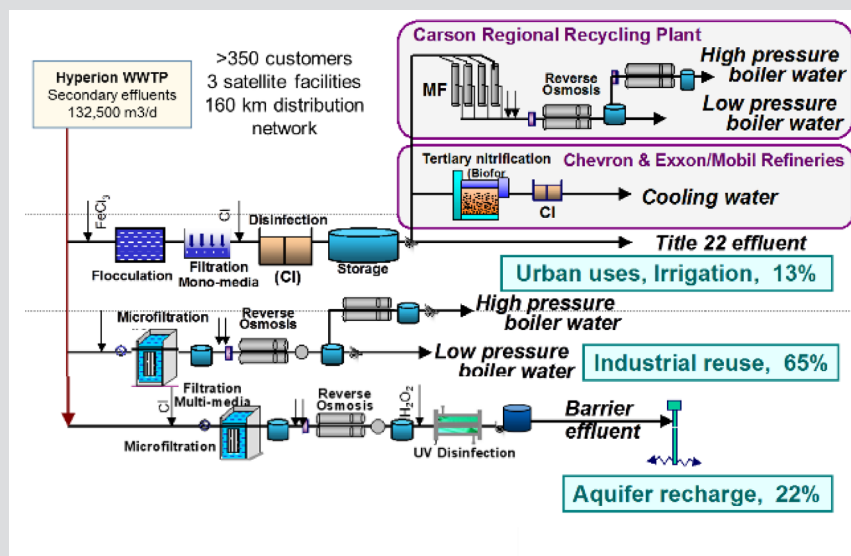 Carson Regional Recycling Plant
High pressure
boiler water
MF
Reverse
Osmosis
Low pressure
boiler water
>350 customers
3 satellite facilities
160 km distribution
network
Hyperion WWTP
Secondary effluents
132,500 m3/d
Tertiary nitrification
(Biofor
Chevron & Exxon/Mobil Refineries
Cooling water
Cl
FeCl3
Cl
Disinfection
(Cl)
Flocculation
Filtration
Mono-media
Storage
Title 22 effluent
Urban uses, Irrigation, 13%
Microfiltration
Reverse
Osmosis
High pressure
boiler water
Low pressure
boiler water
Industrial reuse, 65%
Filtration
Multi-media
Cl
Microfiltration
Reverse
Osmosis
H2O2
UV Disinfection
Barrier
effluent
Aquifer recharge, 22%